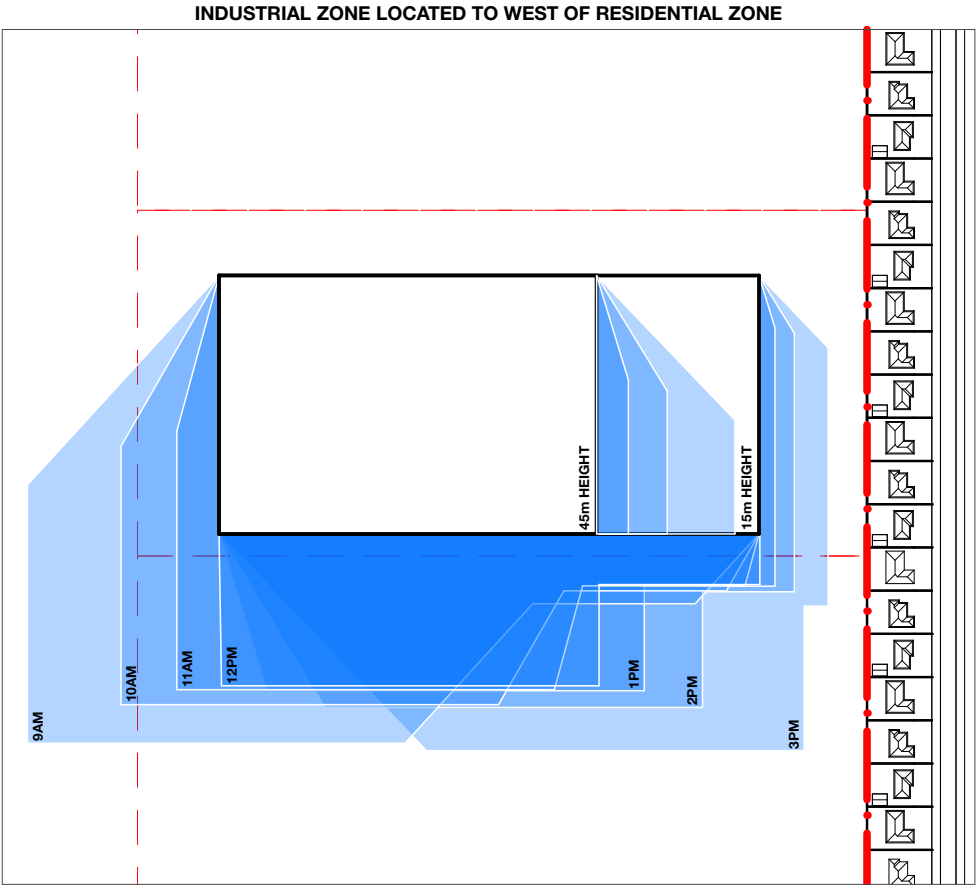 INDUSTRIAL ZONE LOCATED TO WEST OF RESIDENTIAL ZONE
45m HEIGHT
15m HEIGHT
9AM
10AM
11AM
12PM
1PM
2PM
3PM